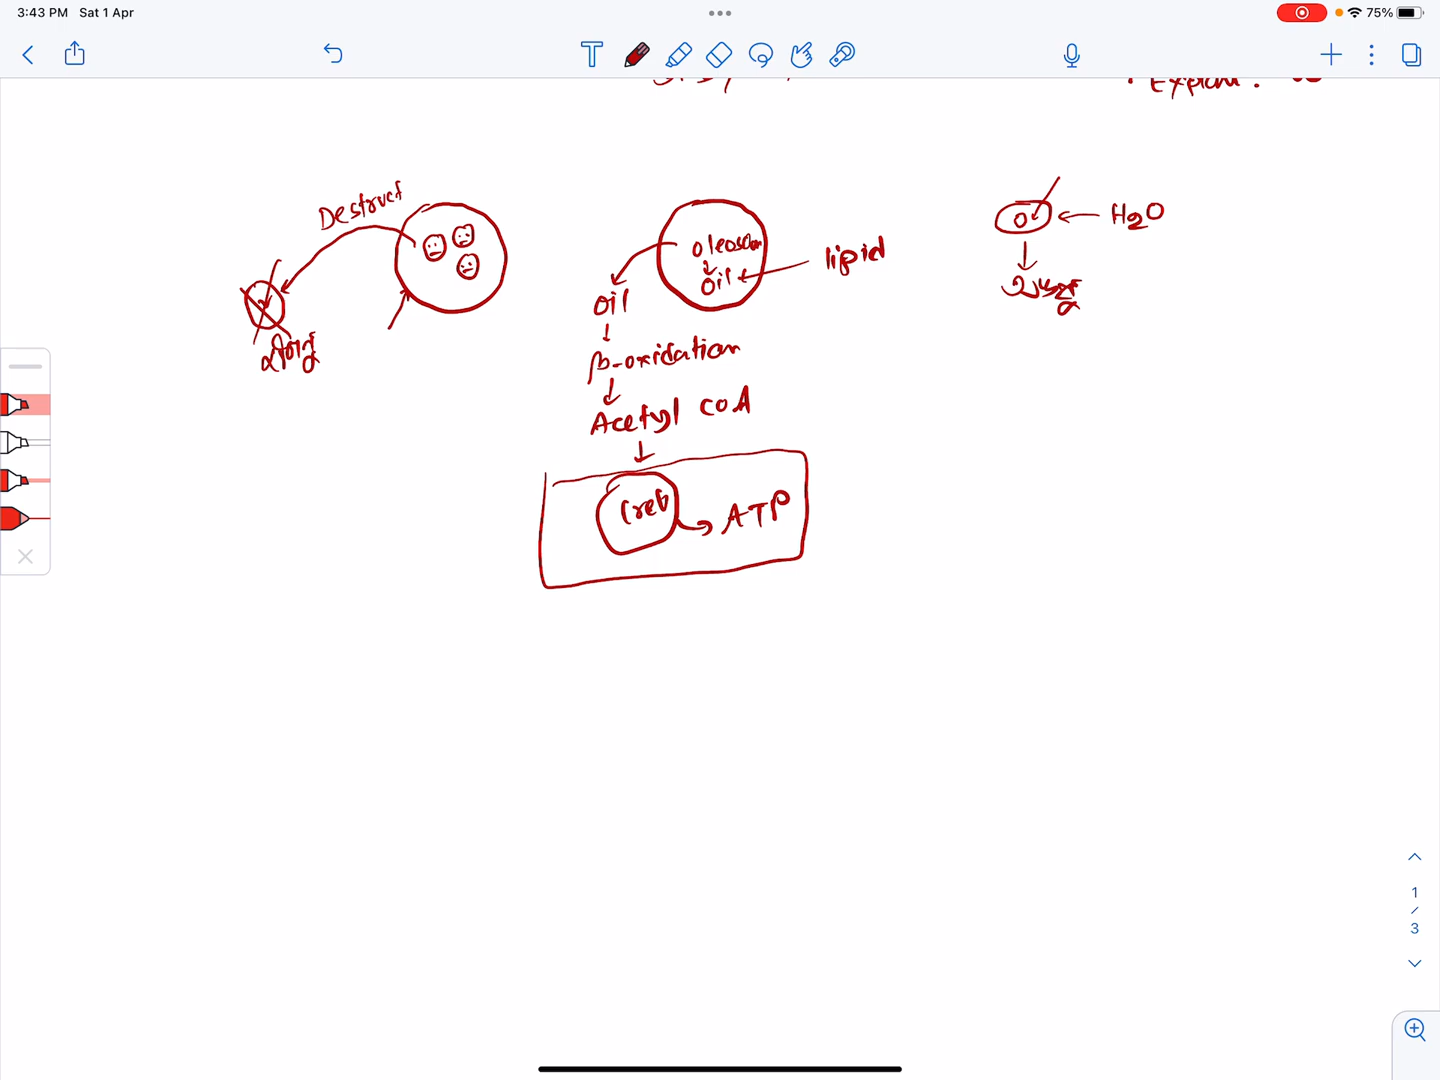 3:43 PM Sat 1 Apr
75%
Destruct
oleosom
Oil
lipid
H2O
Oil
β-oxidation
Acetyl CoA
Creb
ATP
1
/
3